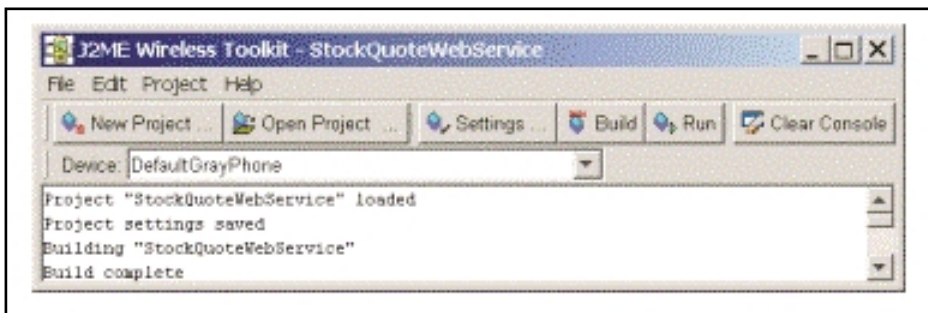 J2ME Wireless Toolkit - StockQuoteWebService
File Edit Project Help
New Project ... Open Project ... Settings ... Build Run Clear Console
Device: DefaultGrayPhone
Project "StockQuoteWebService" loaded
Project settings saved
Building "StockQuoteWebService"
Build complete